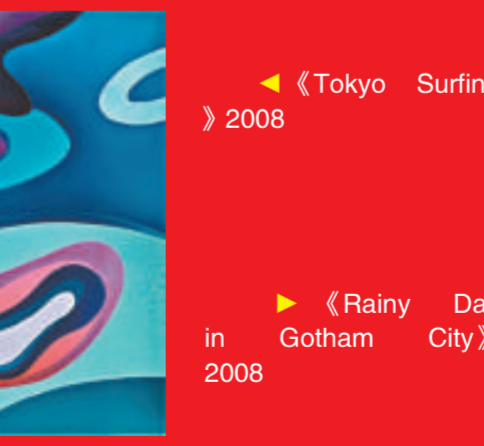 ◀《Tokyo Surfin
》2008
▶ 《Rainy Da
in Gotham City》
2008